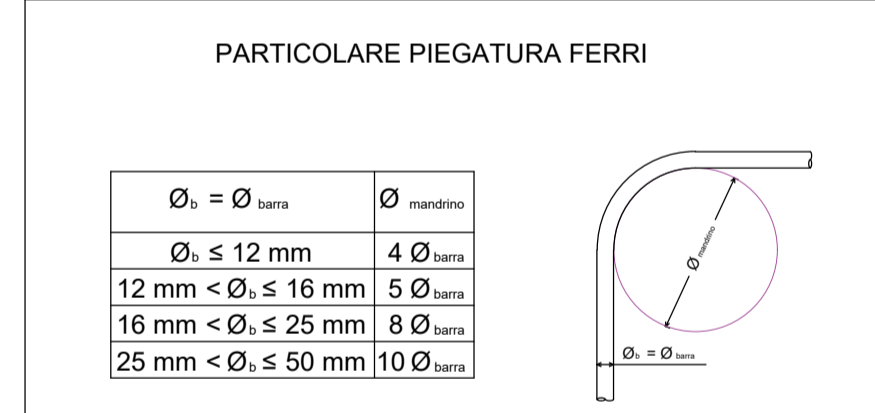 PARTICOLARE PIEGATURA FERRI
Øb = Ø barra Ø mandrino
Øb ≤ 12 mm 4 Ø barra
12 mm < Øb ≤ 16 mm 5 Ø barra
16 mm < Øb ≤ 25 mm 8 Ø barra
25 mm < Øb ≤ 50 mm 10 Ø barra
Ø mandrino
Øb = Ø barra